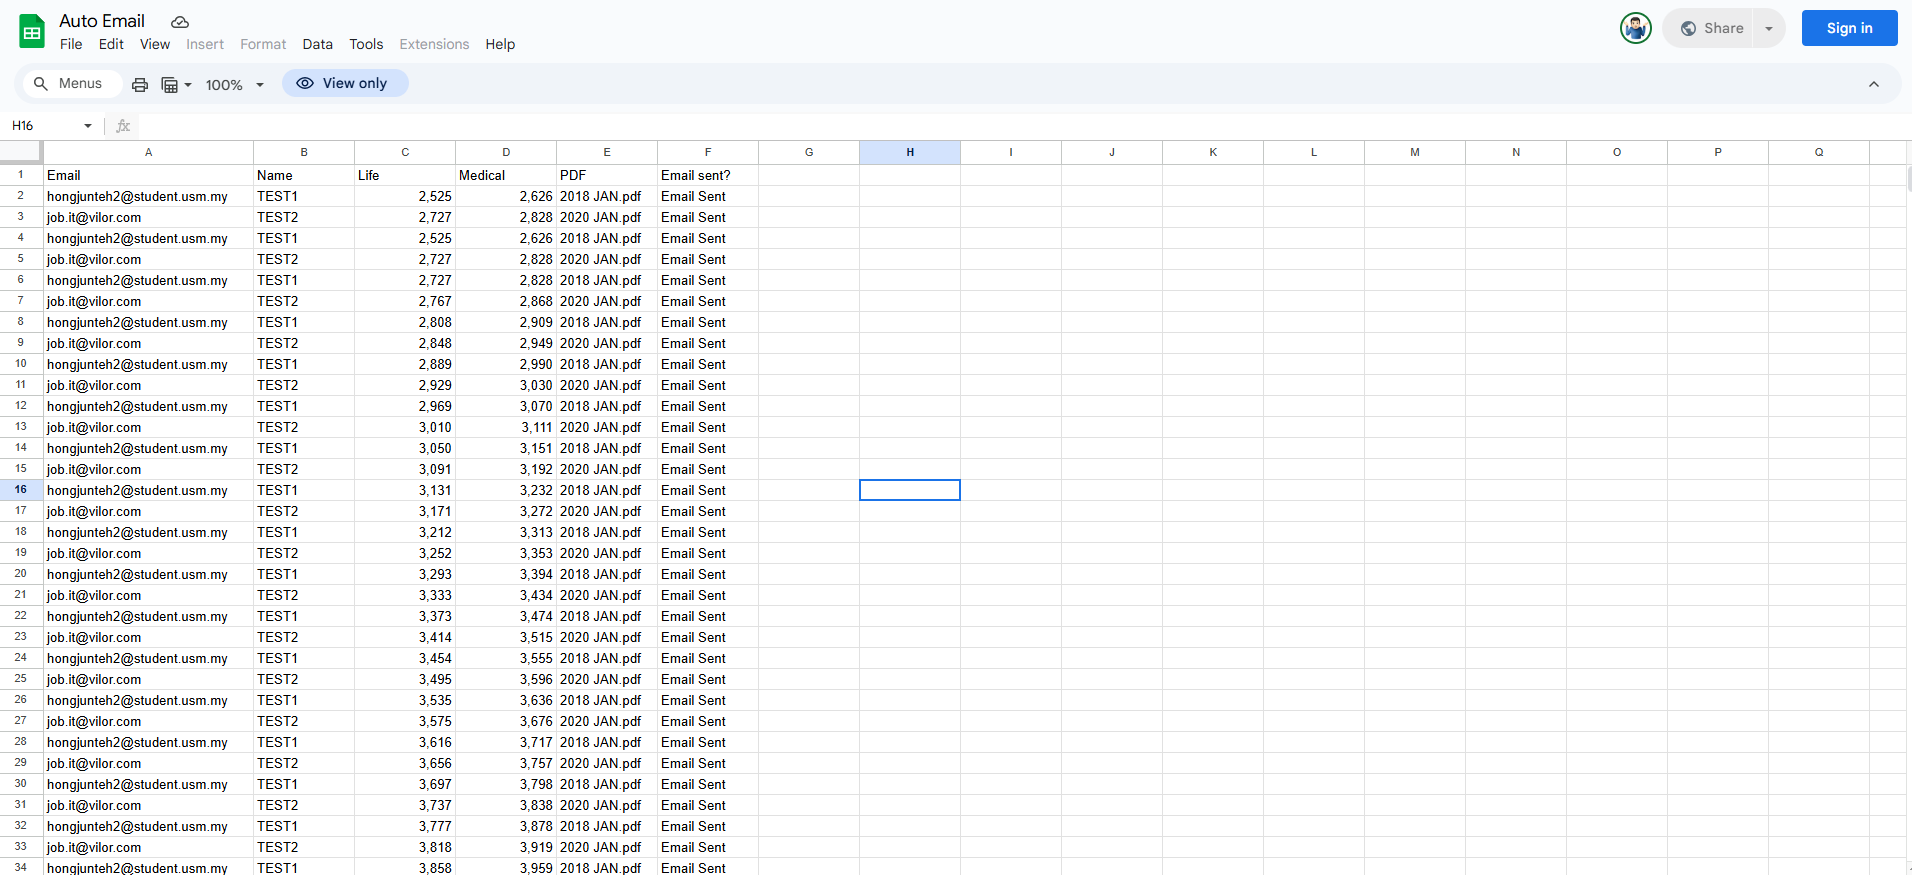 Auto Email
File Edit View Insert Format Data Tools Extensions Help
Share
Sign in
Menus 100% View only
H16 fx
A B C D E F G H I J K L M N O P Q
1 Email Name Life Medical PDF Email sent?
2 hongjunteh2@student.usm.my TEST1 2,525 2,626 2018 JAN.pdf Email Sent
3 job.it@vilor.com TEST2 2,727 2,828 2020 JAN.pdf Email Sent
4 hongjunteh2@student.usm.my TEST1 2,525 2,626 2018 JAN.pdf Email Sent
5 job.it@vilor.com TEST2 2,727 2,828 2020 JAN.pdf Email Sent
6 hongjunteh2@student.usm.my TEST1 2,727 2,828 2018 JAN.pdf Email Sent
7 job.it@vilor.com TEST2 2,767 2,868 2020 JAN.pdf Email Sent
8 hongjunteh2@student.usm.my TEST1 2,808 2,909 2018 JAN.pdf Email Sent
9 job.it@vilor.com TEST2 2,848 2,949 2020 JAN.pdf Email Sent
10 hongjunteh2@student.usm.my TEST1 2,889 2,990 2018 JAN.pdf Email Sent
11 job.it@vilor.com TEST2 2,929 3,030 2020 JAN.pdf Email Sent
12 hongjunteh2@student.usm.my TEST1 2,969 3,070 2018 JAN.pdf Email Sent
13 job.it@vilor.com TEST2 3,010 3,111 2020 JAN.pdf Email Sent
14 hongjunteh2@student.usm.my TEST1 3,050 3,151 2018 JAN.pdf Email Sent
15 job.it@vilor.com TEST2 3,091 3,192 2020 JAN.pdf Email Sent
16 hongjunteh2@student.usm.my TEST1 3,131 3,232 2018 JAN.pdf Email Sent
17 job.it@vilor.com TEST2 3,171 3,272 2020 JAN.pdf Email Sent
18 hongjunteh2@student.usm.my TEST1 3,212 3,313 2018 JAN.pdf Email Sent
19 job.it@vilor.com TEST2 3,252 3,353 2020 JAN.pdf Email Sent
20 hongjunteh2@student.usm.my TEST1 3,293 3,394 2018 JAN.pdf Email Sent
21 job.it@vilor.com TEST2 3,333 3,434 2020 JAN.pdf Email Sent
22 hongjunteh2@student.usm.my TEST1 3,373 3,474 2018 JAN.pdf Email Sent
23 job.it@vilor.com TEST2 3,414 3,515 2020 JAN.pdf Email Sent
24 hongjunteh2@student.usm.my TEST1 3,454 3,555 2018 JAN.pdf Email Sent
25 job.it@vilor.com TEST2 3,495 3,596 2020 JAN.pdf Email Sent
26 hongjunteh2@student.usm.my TEST1 3,535 3,636 2018 JAN.pdf Email Sent
27 job.it@vilor.com TEST2 3,575 3,676 2020 JAN.pdf Email Sent
28 hongjunteh2@student.usm.my TEST1 3,616 3,717 2018 JAN.pdf Email Sent
29 job.it@vilor.com TEST2 3,656 3,757 2020 JAN.pdf Email Sent
30 hongjunteh2@student.usm.my TEST1 3,697 3,798 2018 JAN.pdf Email Sent
31 job.it@vilor.com TEST2 3,737 3,838 2020 JAN.pdf Email Sent
32 hongjunteh2@student.usm.my TEST1 3,777 3,878 2018 JAN.pdf Email Sent
33 job.it@vilor.com TEST2 3,818 3,919 2020 JAN.pdf Email Sent
34 hongjunteh2@student.usm.my TEST1 3,858 3,959 2018 JAN.pdf Email Sent